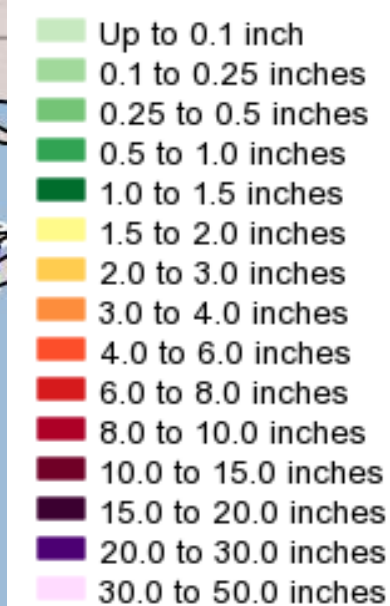 Up to 0.1 inch
0.1 to 0.25 inches
0.25 to 0.5 inches
0.5 to 1.0 inches
1.0 to 1.5 inches
1.5 to 2.0 inches
2.0 to 3.0 inches
3.0 to 4.0 inches
4.0 to 6.0 inches
6.0 to 8.0 inches
8.0 to 10.0 inches
10.0 to 15.0 inches
15.0 to 20.0 inches
20.0 to 30.0 inches
30.0 to 50.0 inches